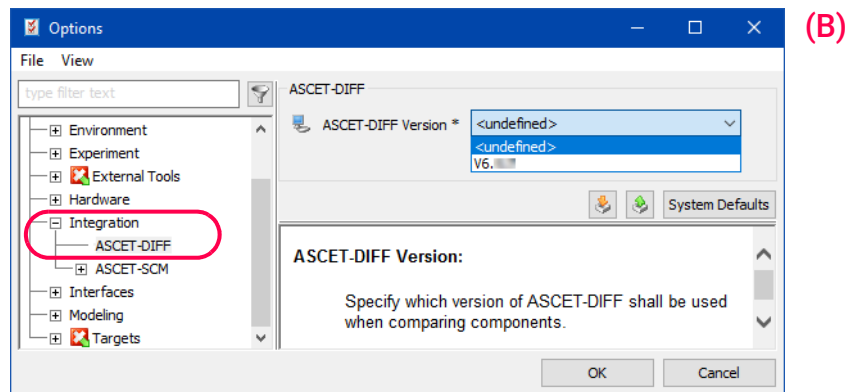 Options
(B)
File View
type filter text
ASCET-DIFF
ASCET-DIFF Version *
<undefined>
<undefined>
V6.
Environment
Experiment
External Tools
Hardware
Integration
ASCET-DIFF
ASCET-SCM
Interfaces
Modeling
Targets
System Defaults
ASCET-DIFF Version:
Specify which version of ASCET-DIFF shall be used
when comparing components.
OK
Cancel